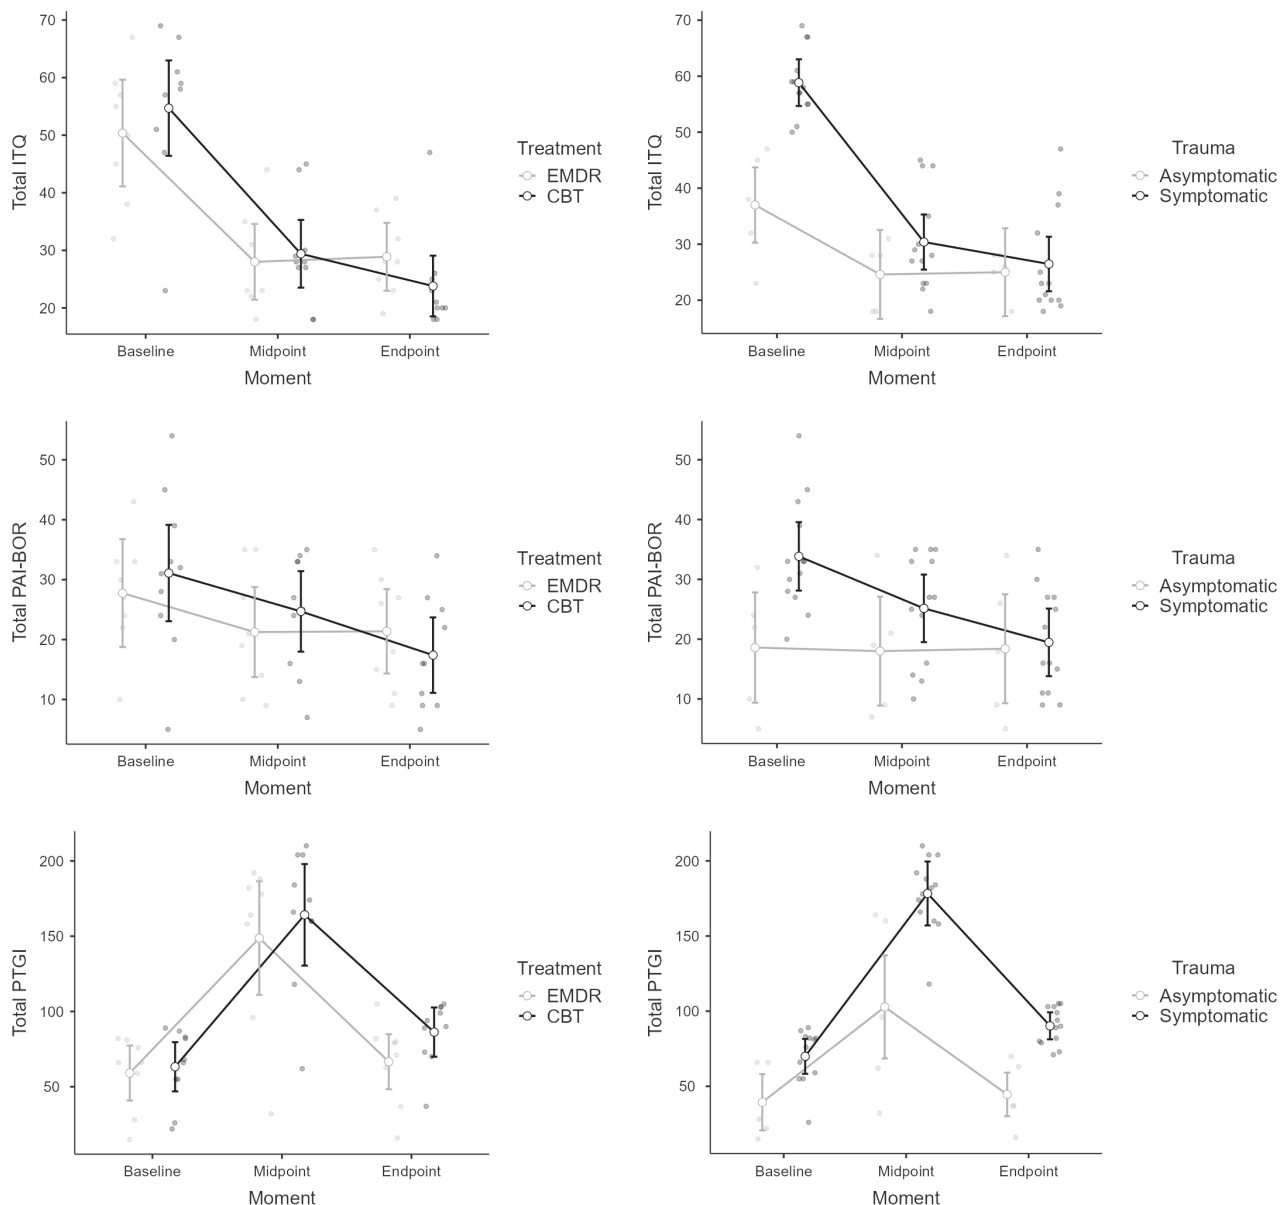 70
60
50
40
30
20
Total ITQ
Baseline
Midpoint
Endpoint
Moment
Treatment
EMDR
CBT
70
60
50
40
30
20
Total ITQ
Baseline
Midpoint
Endpoint
Moment
Trauma
Asymptomatic
Symptomatic
50
40
30
20
10
Total PAI-BOR
Baseline
Midpoint
Endpoint
Moment
Treatment
EMDR
CBT
50
40
30
20
10
Total PAI-BOR
Baseline
Midpoint
Endpoint
Moment
Trauma
Asymptomatic
Symptomatic
200
150
100
50
Total PTGI
Baseline
Midpoint
Endpoint
Moment
Treatment
EMDR
CBT
200
150
100
50
Total PTGI
Baseline
Midpoint
Endpoint
Moment
Trauma
Asymptomatic
Symptomatic